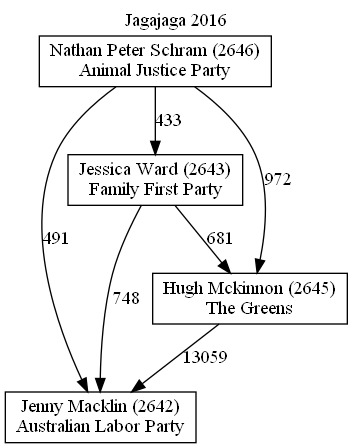 Jagajaga 2016
Nathan Peter Schram (2646)
Animal Justice Party
433
Jessica Ward (2643)
Family First Party
972
491
681
748
Hugh Mckinnon (2645)
The Greens
13059
Jenny Macklin (2642)
Australian Labor Party